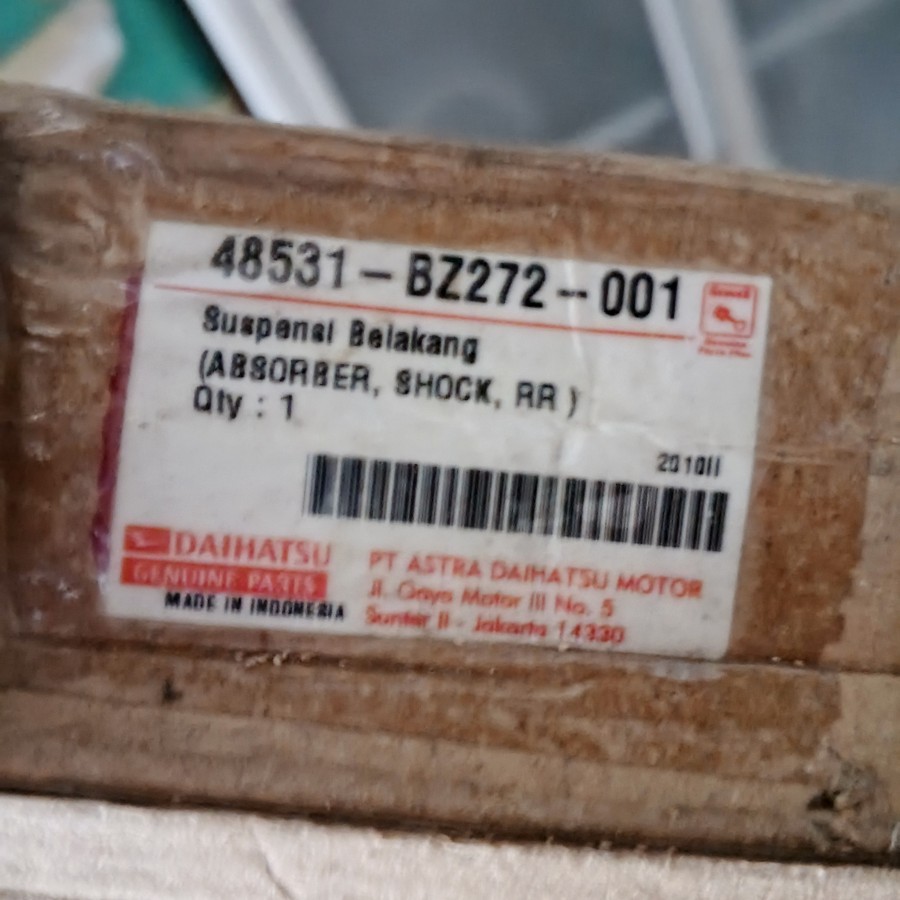 48531-BZ272-001
Suspensi Belakang
(ABSORBER, SHOCK, RR )
Qty : 1
201011
DAIHATSU
GENUINE PARTS
MADE IN INDONESIA
PT ASTRA DAIHATSU MOTOR
Jl. Gaya Motor III No. 5
Sunter II - Jakarta 14330